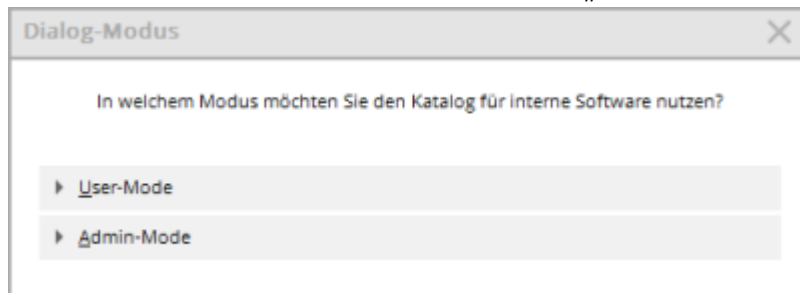 Dialog-Modus
In welchem Modus möchten Sie den Katalog für interne Software nutzen?
User-Mode
Admin-Mode